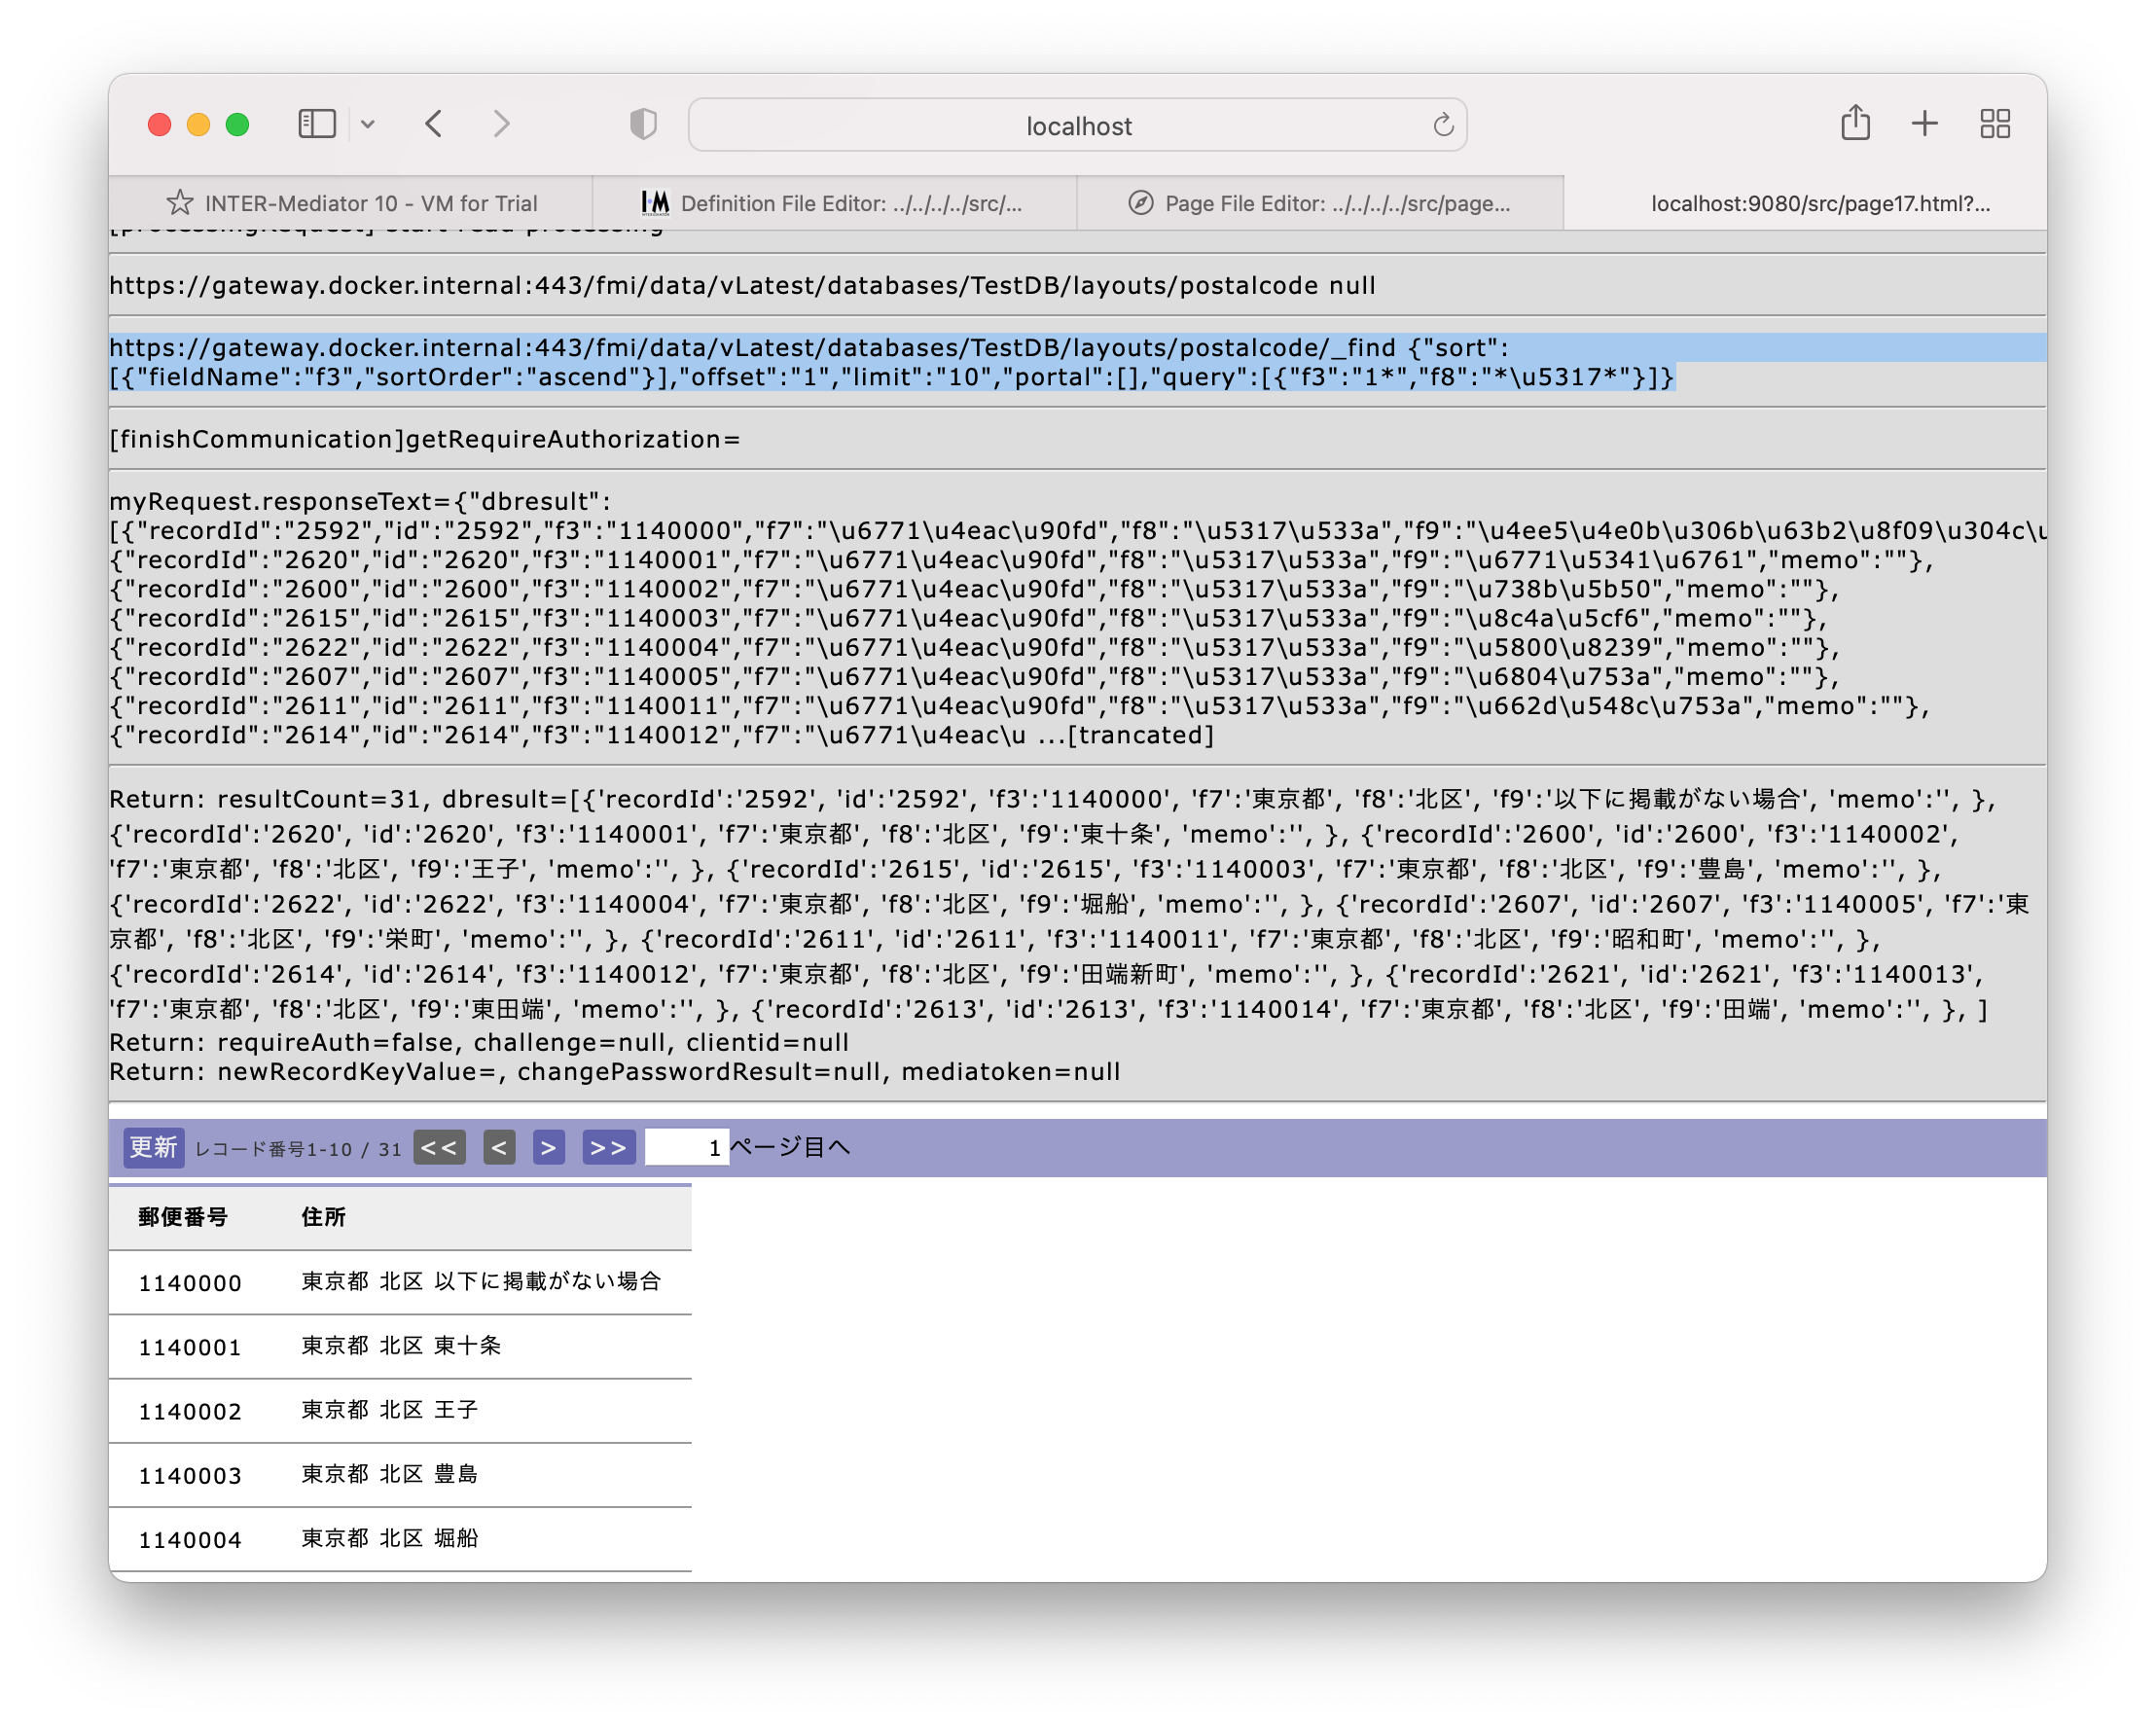 localhost
INTER-Mediator 10 - VM for Trial
Definition File Editor: ../../../../src/...
Page File Editor: ../../../../src/page...
localhost:9080/src/page17.html?...
[processingRequest] start read processing
https://gateway.docker.internal:443/fmi/data/vLatest/databases/TestDB/layouts/postalcode null
https://gateway.docker.internal:443/fmi/data/vLatest/databases/TestDB/layouts/postalcode/_find {"sort":
[{"fieldName":"f3","sortOrder":"ascend"}],"offset":"1","limit":"10","portal":[],"query":[{"f3":"1*","f8":"*\u5317*"}]}
[finishCommunication]getRequireAuthorization=
myRequest.responseText={"dbresult":
[{"recordId":"2592","id":"2592","f3":"1140000","f7":"\u6771\u4eac\u90fd","f8":"\u5317\u533a","f9":"\u4ee5\u4e0b\u306b\u63b2\u8f09\u304c\u
{"recordId":"2620","id":"2620","f3":"1140001","f7":"\u6771\u4eac\u90fd","f8":"\u5317\u533a","f9":"\u6771\u5341\u6761","memo":""},
{"recordId":"2600","id":"2600","f3":"1140002","f7":"\u6771\u4eac\u90fd","f8":"\u5317\u533a","f9":"\u738b\u5b50","memo":""},
{"recordId":"2615","id":"2615","f3":"1140003","f7":"\u6771\u4eac\u90fd","f8":"\u5317\u533a","f9":"\u8c4a\u5cf6","memo":""},
{"recordId":"2622","id":"2622","f3":"1140004","f7":"\u6771\u4eac\u90fd","f8":"\u5317\u533a","f9":"\u5800\u8239","memo":""},
{"recordId":"2607","id":"2607","f3":"1140005","f7":"\u6771\u4eac\u90fd","f8":"\u5317\u533a","f9":"\u6804\u753a","memo":""},
{"recordId":"2611","id":"2611","f3":"1140011","f7":"\u6771\u4eac\u90fd","f8":"\u5317\u533a","f9":"\u662d\u548c\u753a","memo":""},
{"recordId":"2614","id":"2614","f3":"1140012","f7":"\u6771\u4eac\u ...[trancated]
Return: resultCount=31, dbresult=[{'recordId':'2592', 'id':'2592', 'f3':'1140000', 'f7':'東京都', 'f8':'北区', 'f9':'以下に掲載がない場合', 'memo':'', },
{'recordId':'2620', 'id':'2620', 'f3':'1140001', 'f7':'東京都', 'f8':'北区', 'f9':'東十条', 'memo':'', }, {'recordId':'2600', 'id':'2600', 'f3':'1140002',
'f7':'東京都', 'f8':'北区', 'f9':'王子', 'memo':'', }, {'recordId':'2615', 'id':'2615', 'f3':'1140003', 'f7':'東京都', 'f8':'北区', 'f9':'豊島', 'memo':'', },
{'recordId':'2622', 'id':'2622', 'f3':'1140004', 'f7':'東京都', 'f8':'北区', 'f9':'堀船', 'memo':'', }, {'recordId':'2607', 'id':'2607', 'f3':'1140005', 'f7':'東
京都', 'f8':'北区', 'f9':'栄町', 'memo':'', }, {'recordId':'2611', 'id':'2611', 'f3':'1140011', 'f7':'東京都', 'f8':'北区', 'f9':'昭和町', 'memo':'', },
{'recordId':'2614', 'id':'2614', 'f3':'1140012', 'f7':'東京都', 'f8':'北区', 'f9':'田端新町', 'memo':'', }, {'recordId':'2621', 'id':'2621', 'f3':'1140013',
'f7':'東京都', 'f8':'北区', 'f9':'東田端', 'memo':'', }, {'recordId':'2613', 'id':'2613', 'f3':'1140014', 'f7':'東京都', 'f8':'北区', 'f9':'田端', 'memo':'', }, ]
Return: requireAuth=false, challenge=null, clientid=null
Return: newRecordKeyValue=, changePasswordResult=null, mediatoken=null
更新 レコード番号1-10 / 31 << < > >> 1 ページ目へ
郵便番号 住所
1140000 東京都 北区 以下に掲載がない場合
1140001 東京都 北区 東十条
1140002 東京都 北区 王子
1140003 東京都 北区 豊島
1140004 東京都 北区 堀船